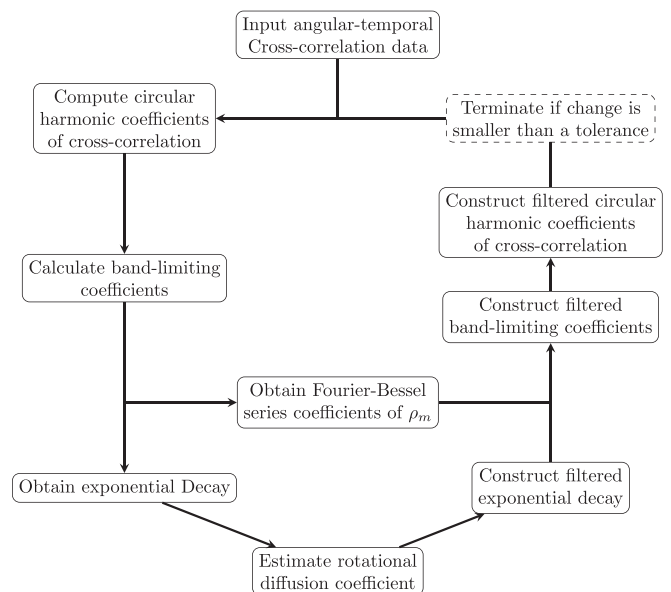 Input angular-temporal
Cross-correlation data
Compute circular
harmonic coefficients
of cross-correlation
Terminate if change is
smaller than a tolerance
Construct filtered circular
harmonic coefficients
of cross-correlation
Calculate band-limiting
coefficients
Construct filtered
band-limiting coefficients
Obtain Fourier-Bessel
series coefficients of ρₘ
Obtain exponential Decay
Construct filtered
exponential decay
Estimate rotational
diffusion coefficient